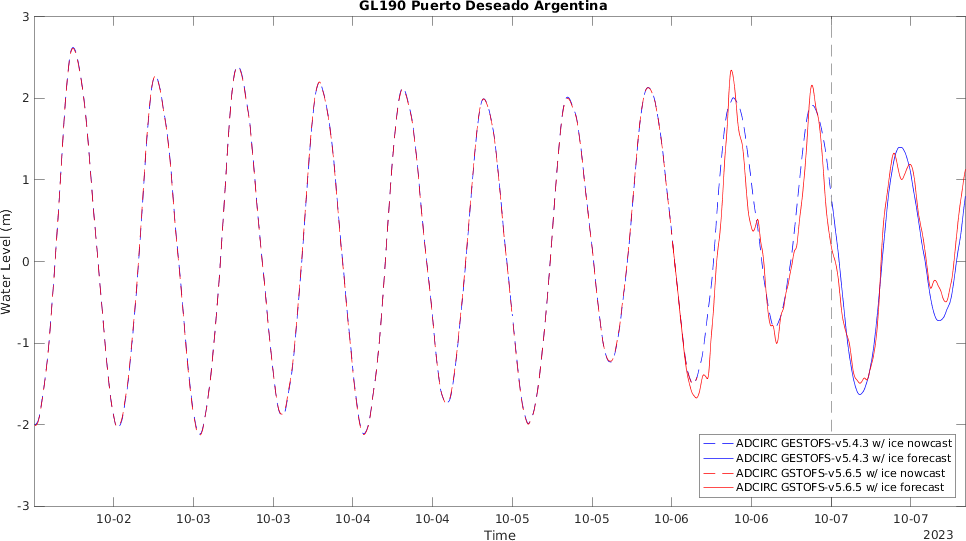 GL190 Puerto Deseado Argentina
3
2
1
0
-1
-2
-3
Water Level (m)
10-02 10-03 10-03 10-04 10-04 10-05 10-05 10-06 10-06 10-07 10-07
Time
2023
ADCIRC GESTOFS-v5.4.3 w/ ice nowcast
ADCIRC GESTOFS-v5.4.3 w/ ice forecast
ADCIRC GSTOFS-v5.6.5 w/ ice nowcast
ADCIRC GSTOFS-v5.6.5 w/ ice forecast